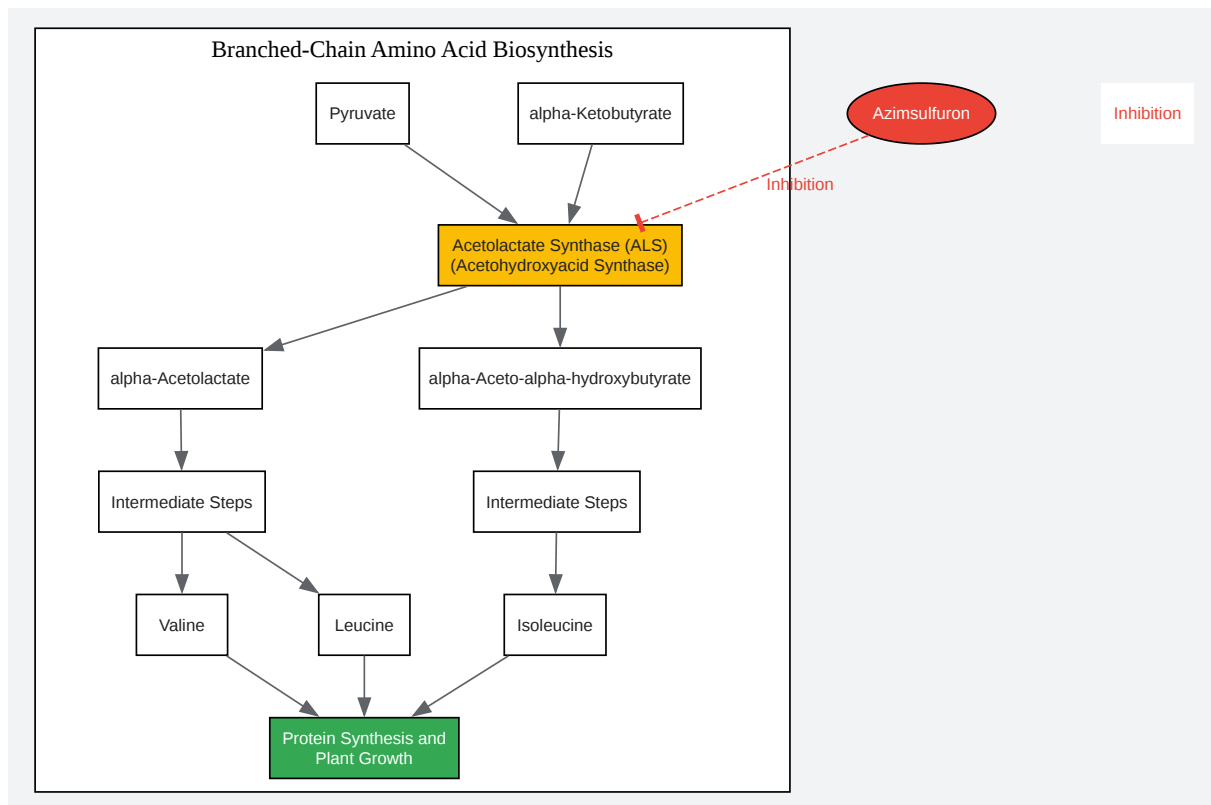 Branched-Chain Amino Acid Biosynthesis
Pyruvate
alpha-Ketobutyrate
Azimsulfuron
Inhibition
Inhibition
Acetolactate Synthase (ALS)
(Acetohydroxyacid Synthase)
alpha-Acetolactate
alpha-Aceto-alpha-hydroxybutyrate
Intermediate Steps
Intermediate Steps
Valine
Leucine
Isoleucine
Protein Synthesis and
Plant Growth